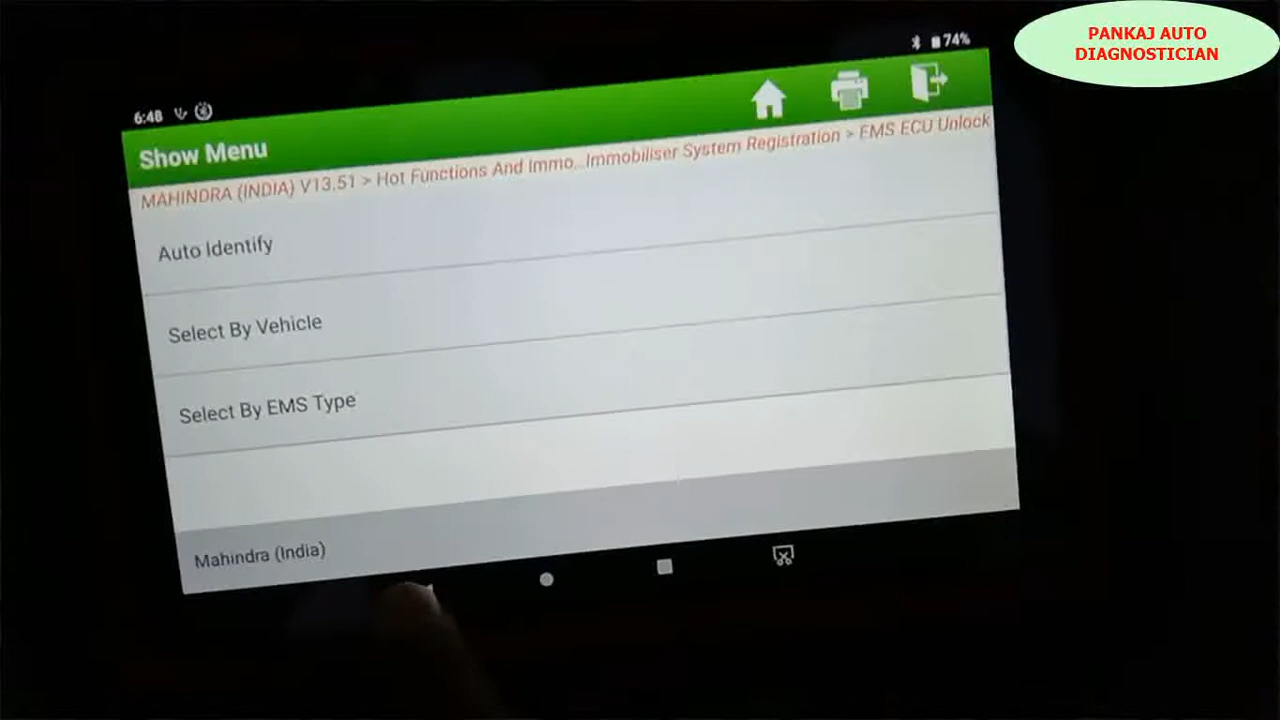 PANKAJ AUTO
DIAGNOSTICIAN
6:48
74%
Show Menu
MAHINDRA (INDIA) V13.51 > Hot Functions And Immo...Immobiliser System Registration > EMS ECU Unlock
Auto Identify
Select By Vehicle
Select By EMS Type
Mahindra (India)